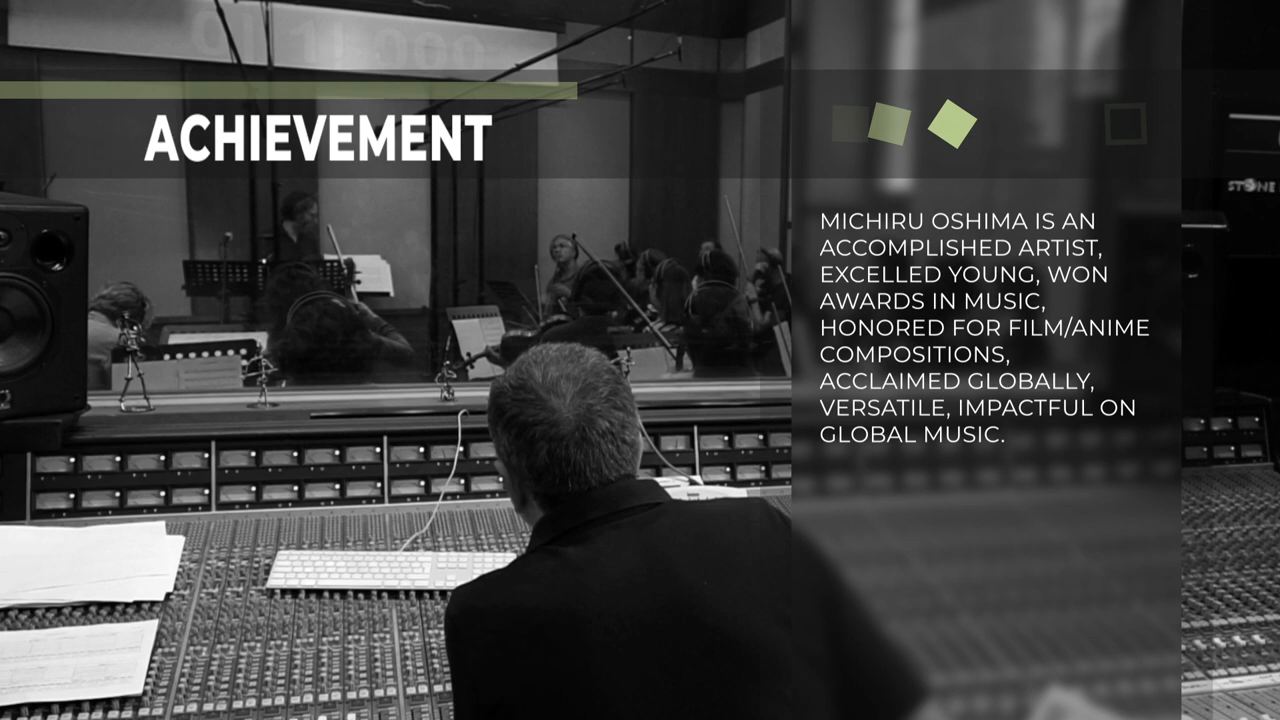 ACHIEVEMENT
MICHIRU OSHIMA IS AN
ACCOMPLISHED ARTIST,
EXCELLED YOUNG, WON
AWARDS IN MUSIC,
HONORED FOR FILM/ANIME
COMPOSITIONS,
ACCLAIMED GLOBALLY,
VERSATILE, IMPACTFUL ON
GLOBAL MUSIC.
STONE